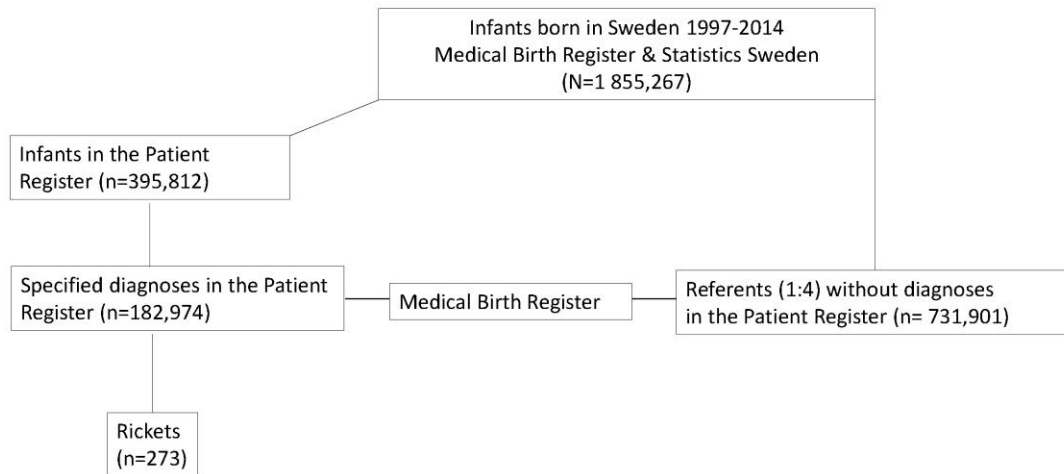 Infants born in Sweden 1997-2014
Medical Birth Register & Statistics Sweden
(N=1 855,267)
Infants in the Patient
Register (n=395,812)
Specified diagnoses in the Patient
Register (n=182,974)
Medical Birth Register
Referents (1:4) without diagnoses
in the Patient Register (n= 731,901)
Rickets
(n=273)